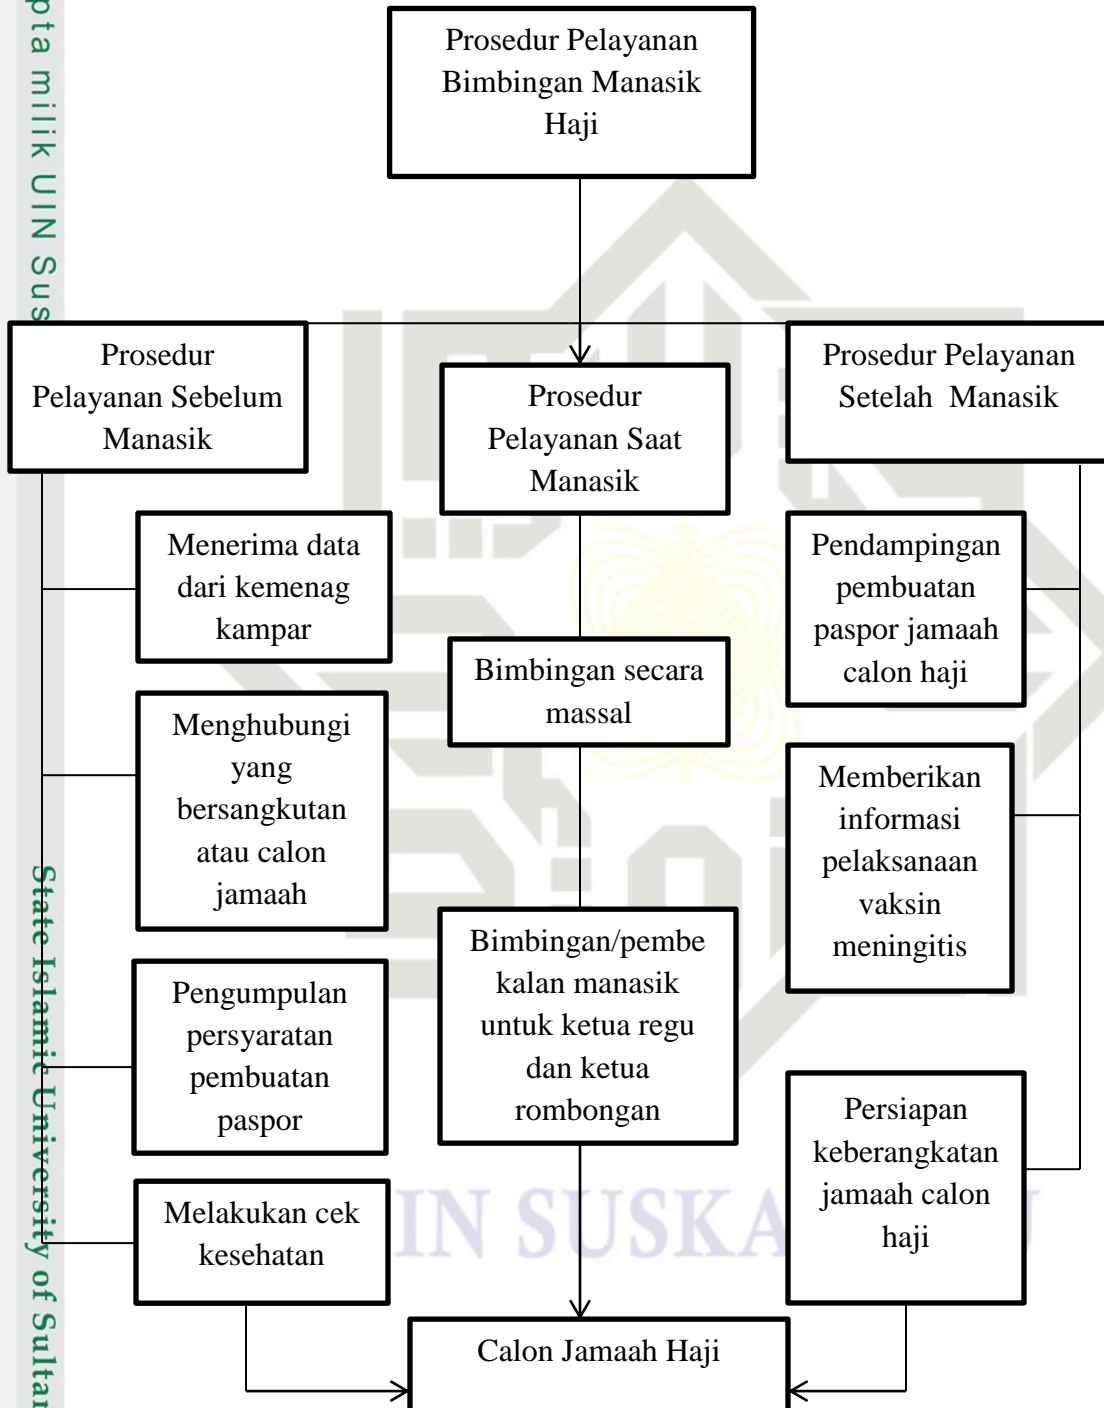 Prosedur Pelayanan
Bimbingan Manasik
Haji
Prosedur
Pelayanan Sebelum
Manasik
Prosedur
Pelayanan Saat
Manasik
Prosedur Pelayanan
Setelah Manasik
Menerima data
dari kemenag
kampar
Menghubungi
yang
bersangkutan
atau calon
jamaah
Pengumpulan
persyaratan
pembuatan
paspor
Melakukan cek
kesehatan
Bimbingan secara
massal
Bimbingan/pembe
kalan manasik
untuk ketua regu
dan ketua
rombongan
Pendampingan
pembuatan
paspor jamaah
calon haji
Memberikan
informasi
pelaksanaan
vaksin
meningitis
Persiapan
keberangkatan
jamaah calon
haji
Calon Jamaah Haji
pta milik UIN Sus
State Islamic University of Sultan
IN SUSKA
U